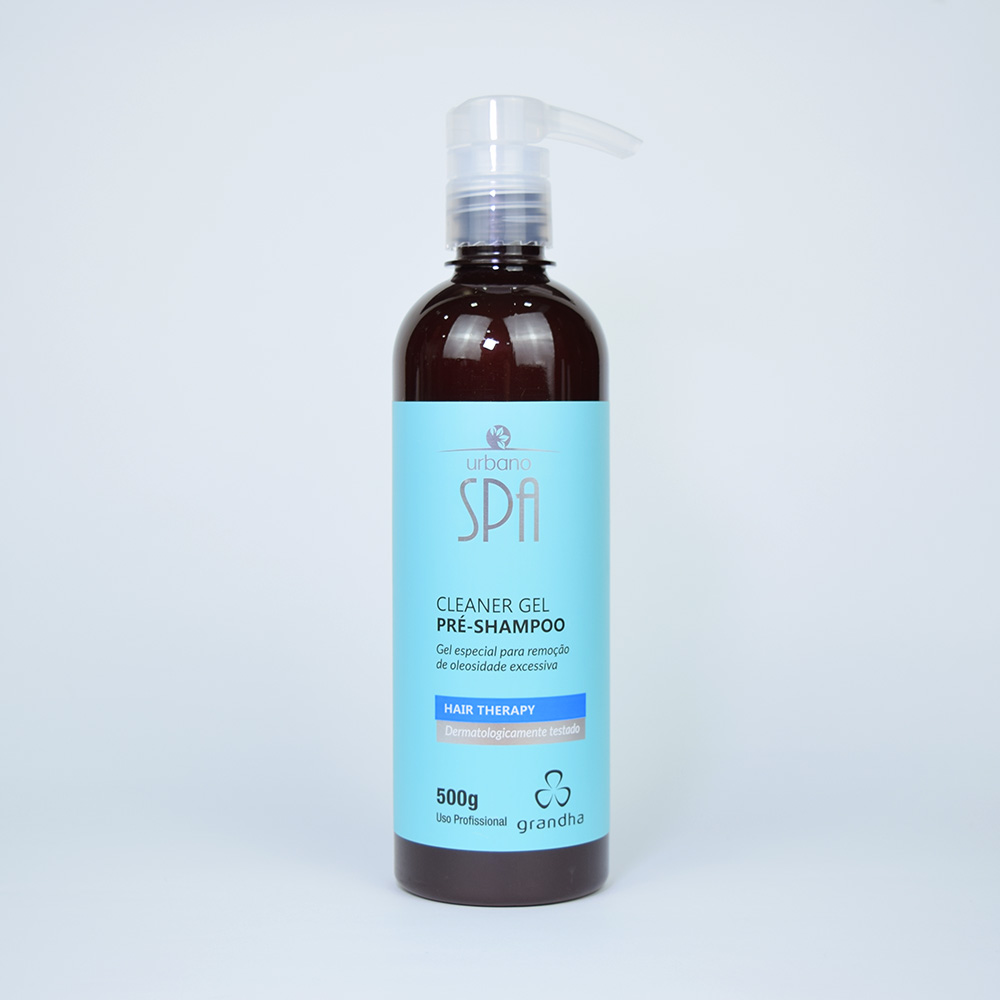 urbano
SPA
CLEANER GEL
PRÉ-SHAMPOO
Gel especial para remoção
de oleosidade excessiva
HAIR THERAPY
Dermatologicamente testado
500g
Uso Profissional
grandha